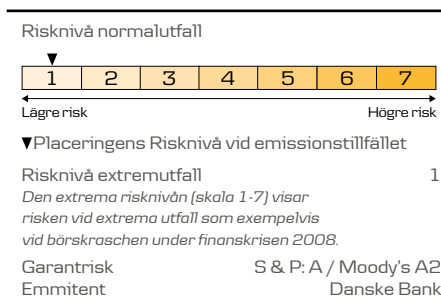 Risknivå normalutfall
1 2 3 4 5 6 7
Lägre risk Högre risk
▼Placeringens Risknivå vid emissionstillfället
Risknivå extremutfall 1
Den extrema risknivån (skala 1-7) visar
risken vid extrema utfall som exempelvis
vid börskraschen under finanskrisen 2008.
Garantrisk S & P: A / Moody's A2
Emmitent Danske Bank